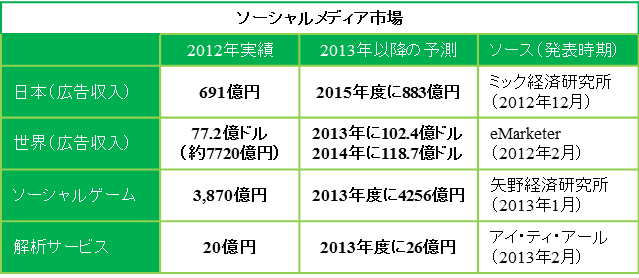 ソーシャルメディア市場
2012年実績 2013年以降の予測 ソース（発表時期）
日本（広告収入） 691億円 2015年度に883億円 ミック経済研究所
（2012年12月）
世界（広告収入） 77.2億ドル
（約7720億円） 2013年に102.4億ドル
2014年に118.7億ドル eMarketer
（2012年2月）
ソーシャルゲーム 3,870億円 2013年度に4256億円 矢野経済研究所
（2013年1月）
解析サービス 20億円 2013年度に26億円 アイ・ティ・アール
（2013年2月）